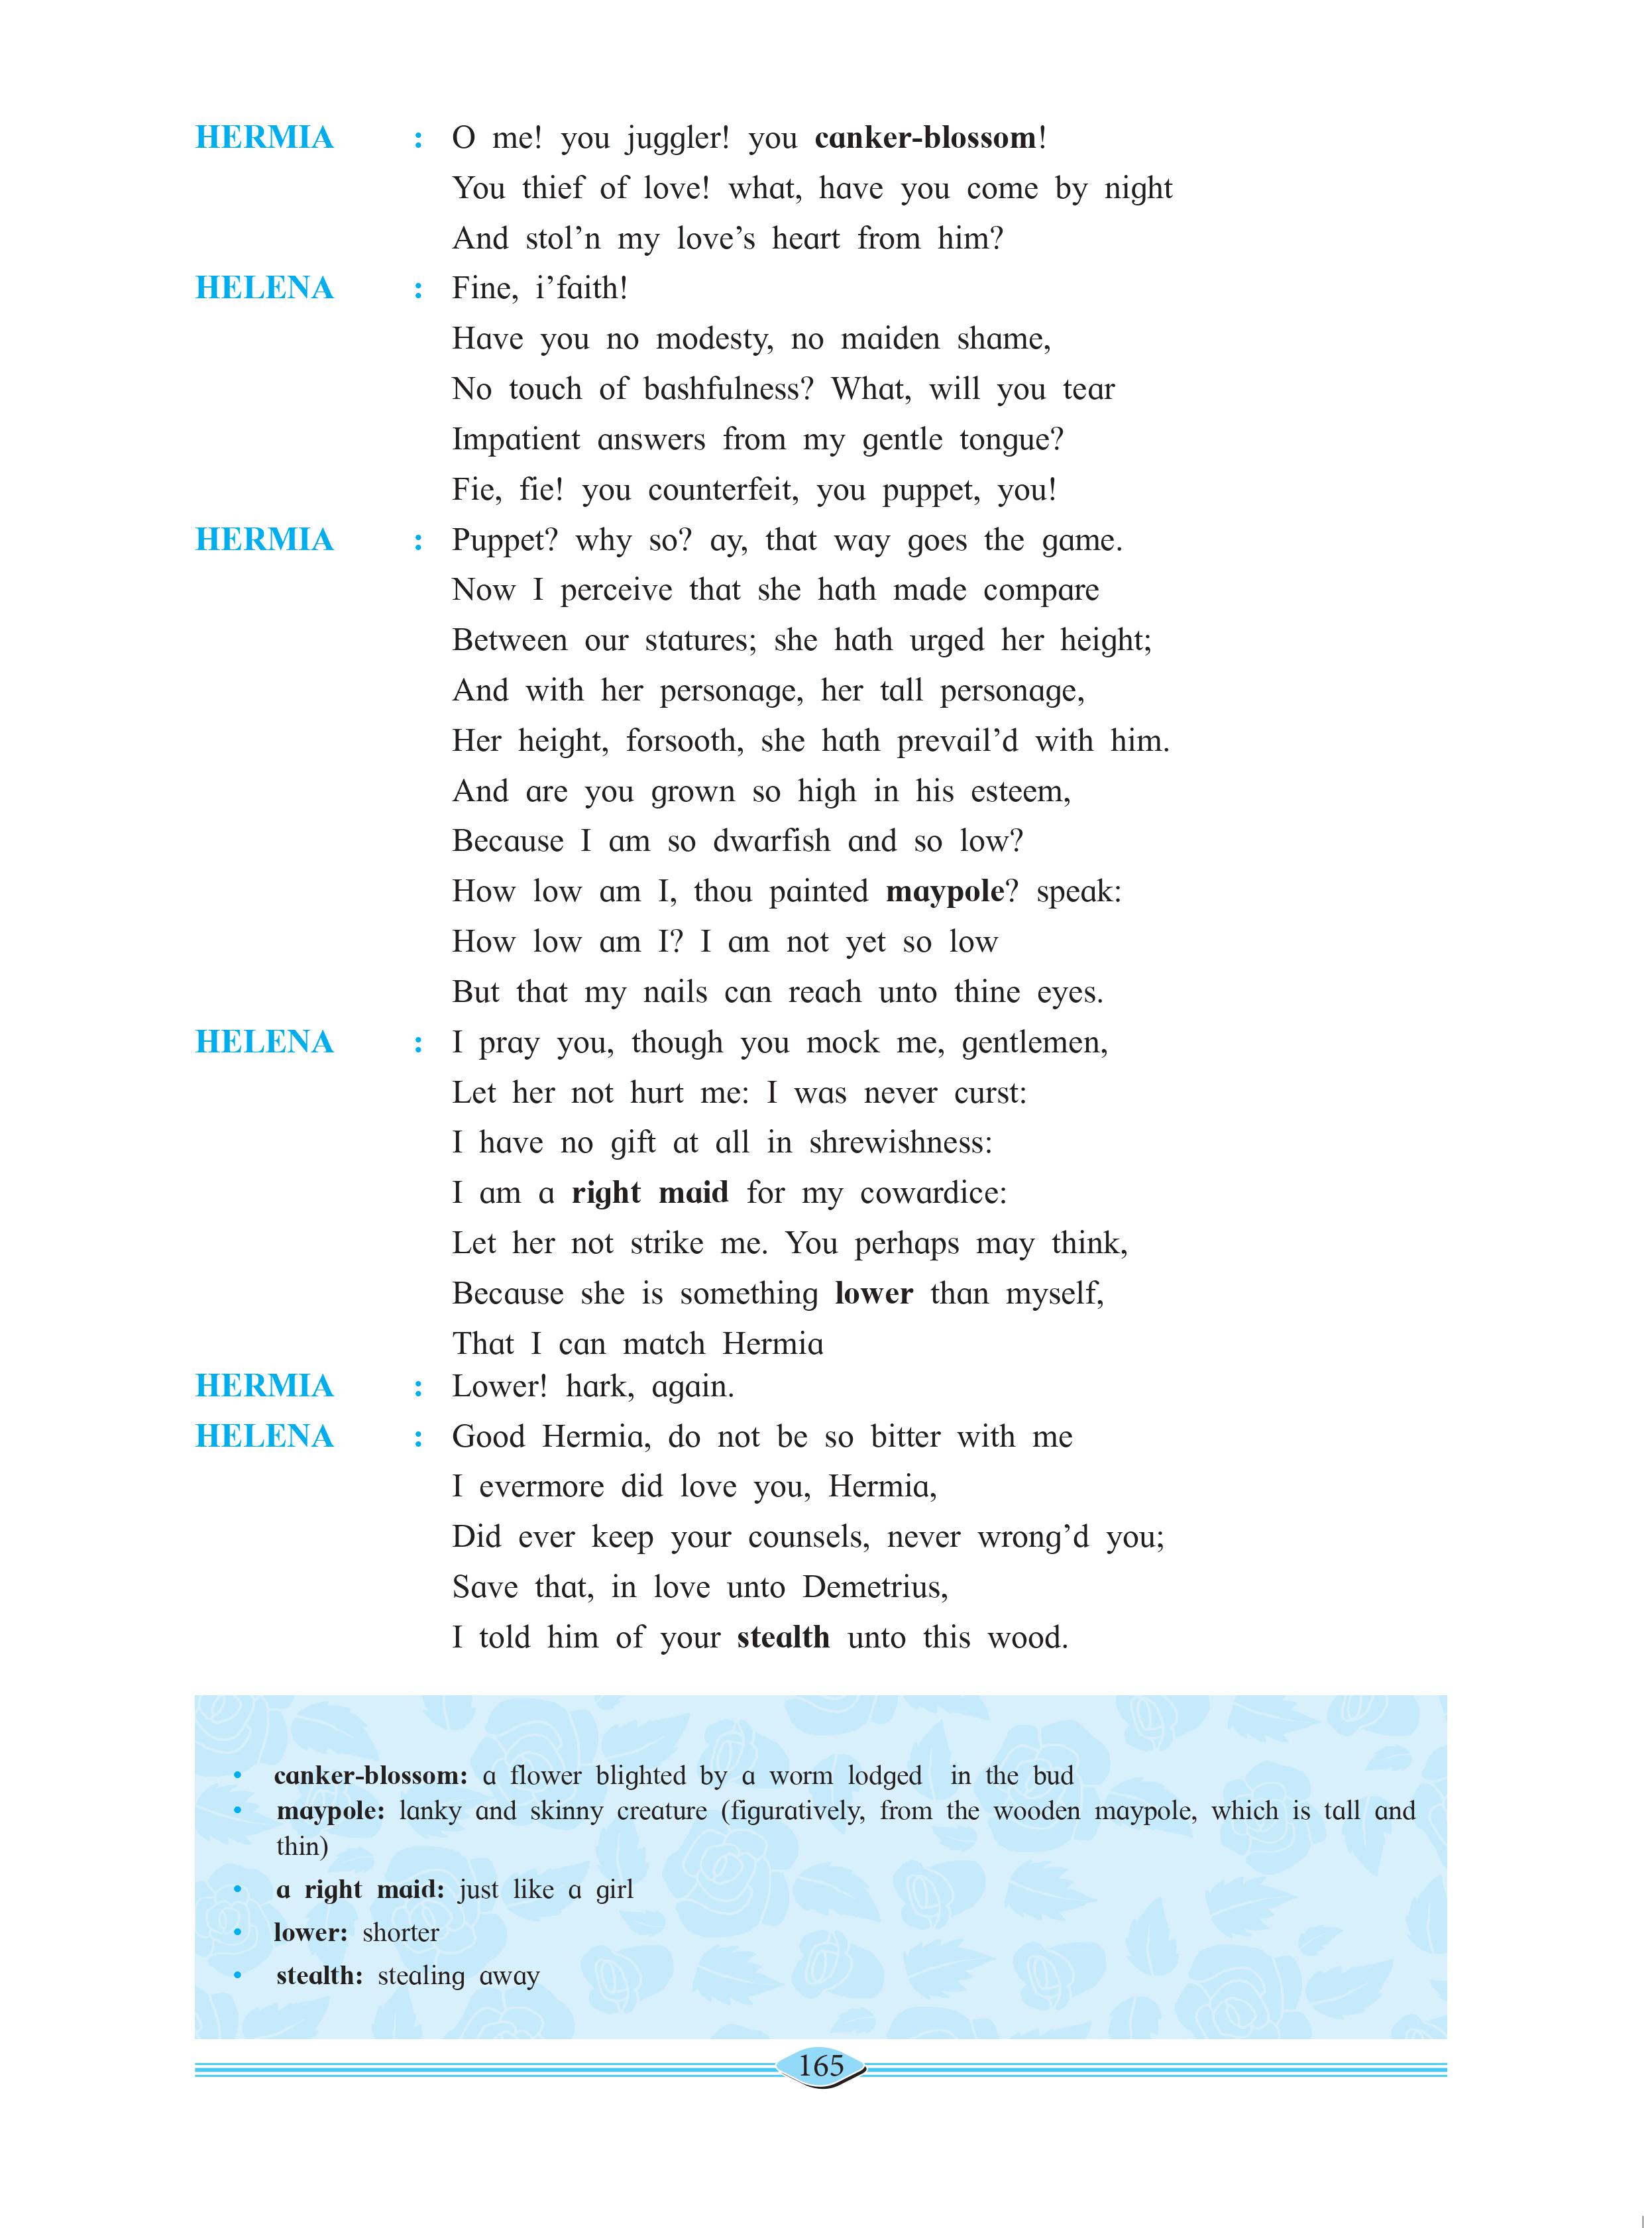 HERMIA : O me! you juggler! you canker-blossom!
You thief of love! what, have you come by night
And stol’n my love’s heart from him?
HELENA : Fine, i’faith!
Have you no modesty, no maiden shame,
No touch of bashfulness? What, will you tear
Impatient answers from my gentle tongue?
Fie, fie! you counterfeit, you puppet, you!
HERMIA : Puppet? why so? ay, that way goes the game.
Now I perceive that she hath made compare
Between our statures; she hath urged her height;
And with her personage, her tall personage,
Her height, forsooth, she hath prevail’d with him.
And are you grown so high in his esteem,
Because I am so dwarfish and so low?
How low am I, thou painted maypole? speak:
How low am I? I am not yet so low
But that my nails can reach unto thine eyes.
HELENA : I pray you, though you mock me, gentlemen,
Let her not hurt me: I was never curst:
I have no gift at all in shrewishness:
I am a right maid for my cowardice:
Let her not strike me. You perhaps may think,
Because she is something lower than myself,
That I can match Hermia
HERMIA : Lower! hark, again.
HELENA : Good Hermia, do not be so bitter with me
I evermore did love you, Hermia,
Did ever keep your counsels, never wrong’d you;
Save that, in love unto Demetrius,
I told him of your stealth unto this wood.
• canker-blossom: a flower blighted by a worm lodged in the bud
• maypole: lanky and skinny creature (figuratively, from the wooden maypole, which is tall and
thin)
• a right maid: just like a girl
• lower: shorter
• stealth: stealing away
165